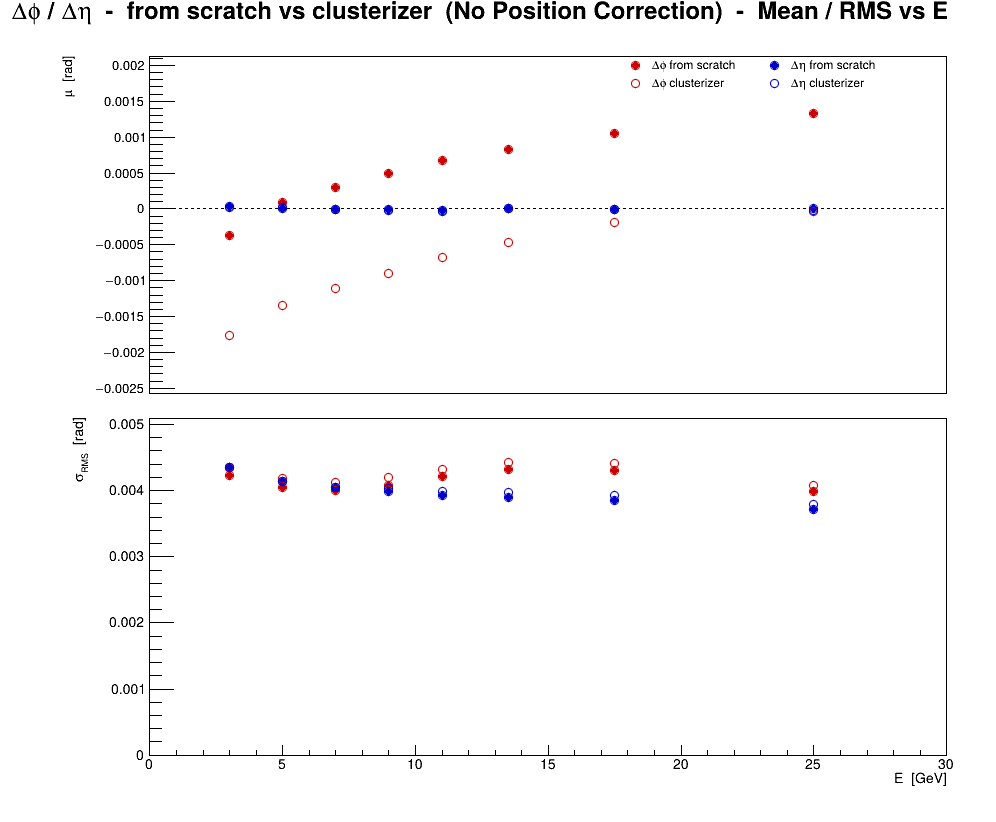 Δϕ / Δη - from scratch vs clusterizer (No Position Correction) - Mean / RMS vs E
μ [rad]
Δϕ from scratch
Δη from scratch
Δϕ clusterizer
Δη clusterizer
0.002
0.0015
0.001
0.0005
0
−0.0005
−0.001
−0.0015
−0.002
−0.0025
σRMS [rad]
0.005
0.004
0.003
0.002
0.001
0
0 5 10 15 20 25 30
E [GeV]